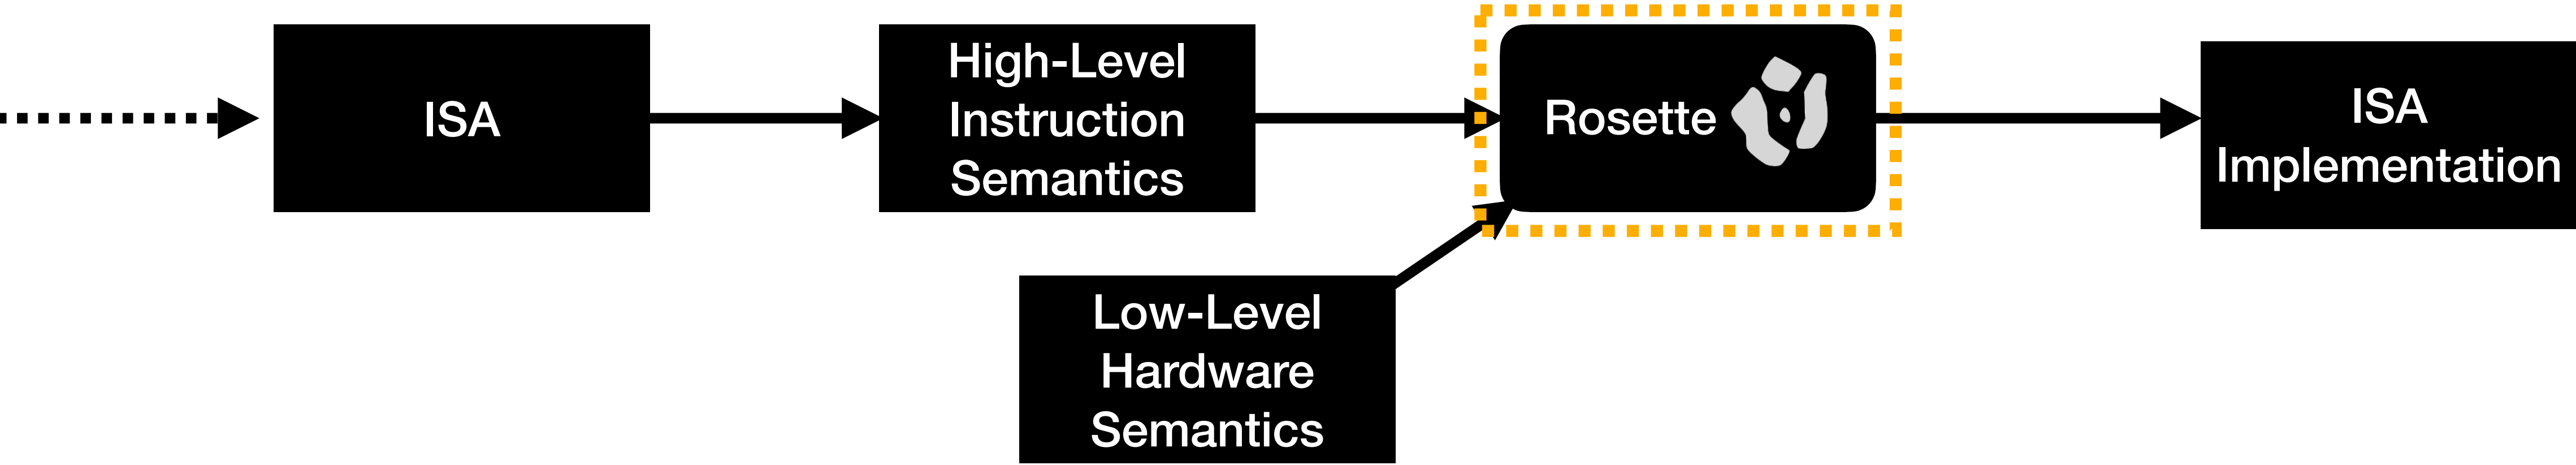 ISA
High-Level
Instruction
Semantics
Rosette
ISA
Implementation
Low-Level
Hardware
Semantics